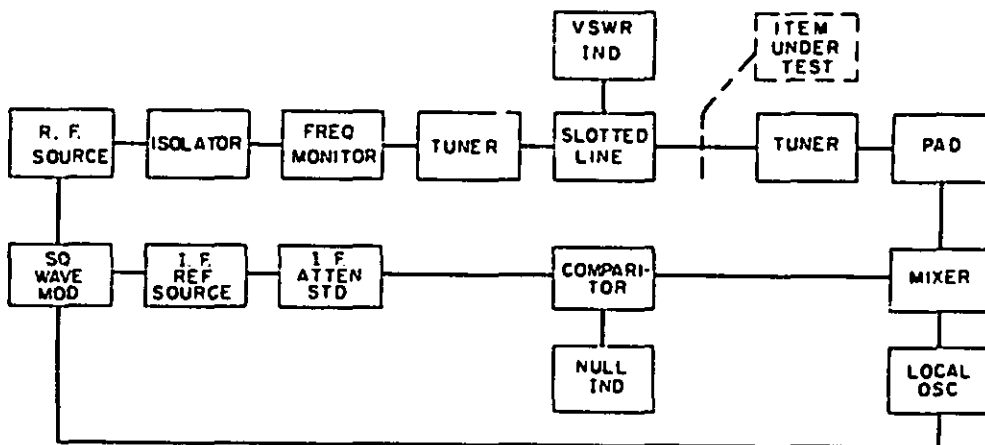 VSWR
IND
ITEM
UNDER
TEST
R. F.
SOURCE
ISOLATOR
FREQ
MONITOR
TUNER
SLOTTED
LINE
TUNER
PAD
SQ
WAVE
MOD
I. F.
REF
SOURCE
I. F.
ATTEN
STD
COMPARI-
TOR
MIXER
NULL
IND
LOCAL
OSC